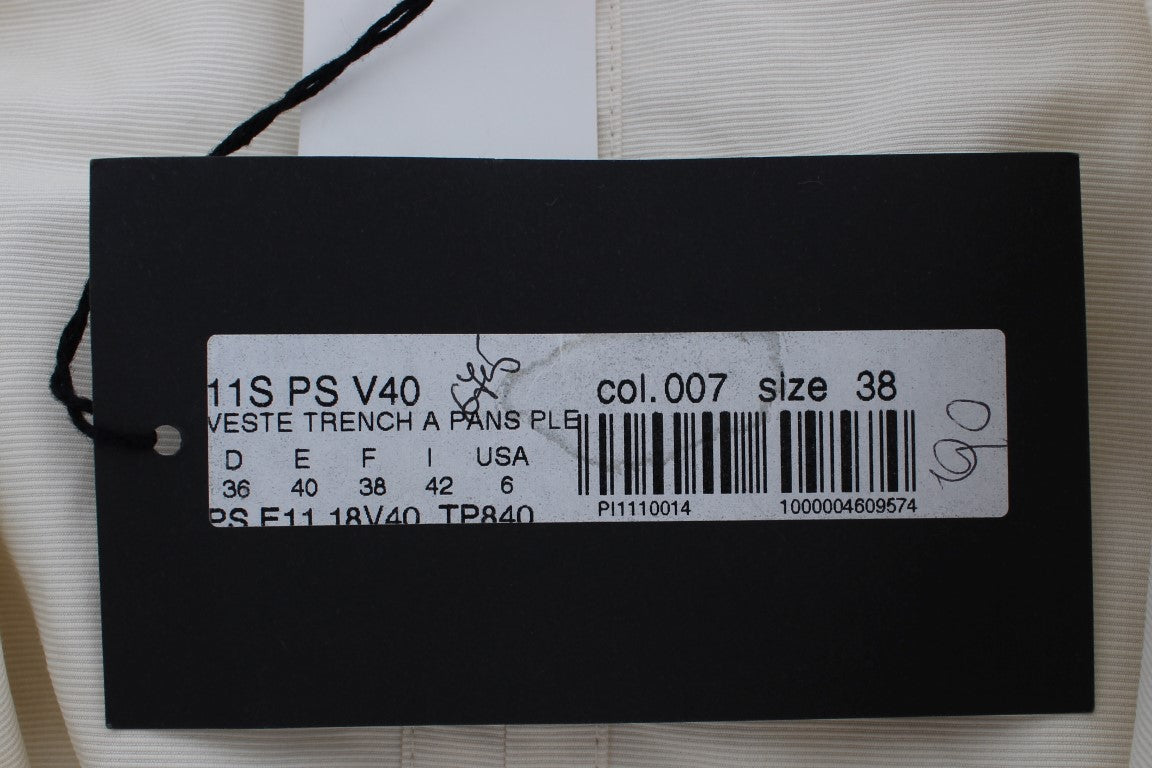 11S PS V40
col.007 size 38
VESTE TRENCH A PANS PLE
D E F I USA
36 40 38 42 6
PS E11 18V40 TP840
PI1110014 1000004609574